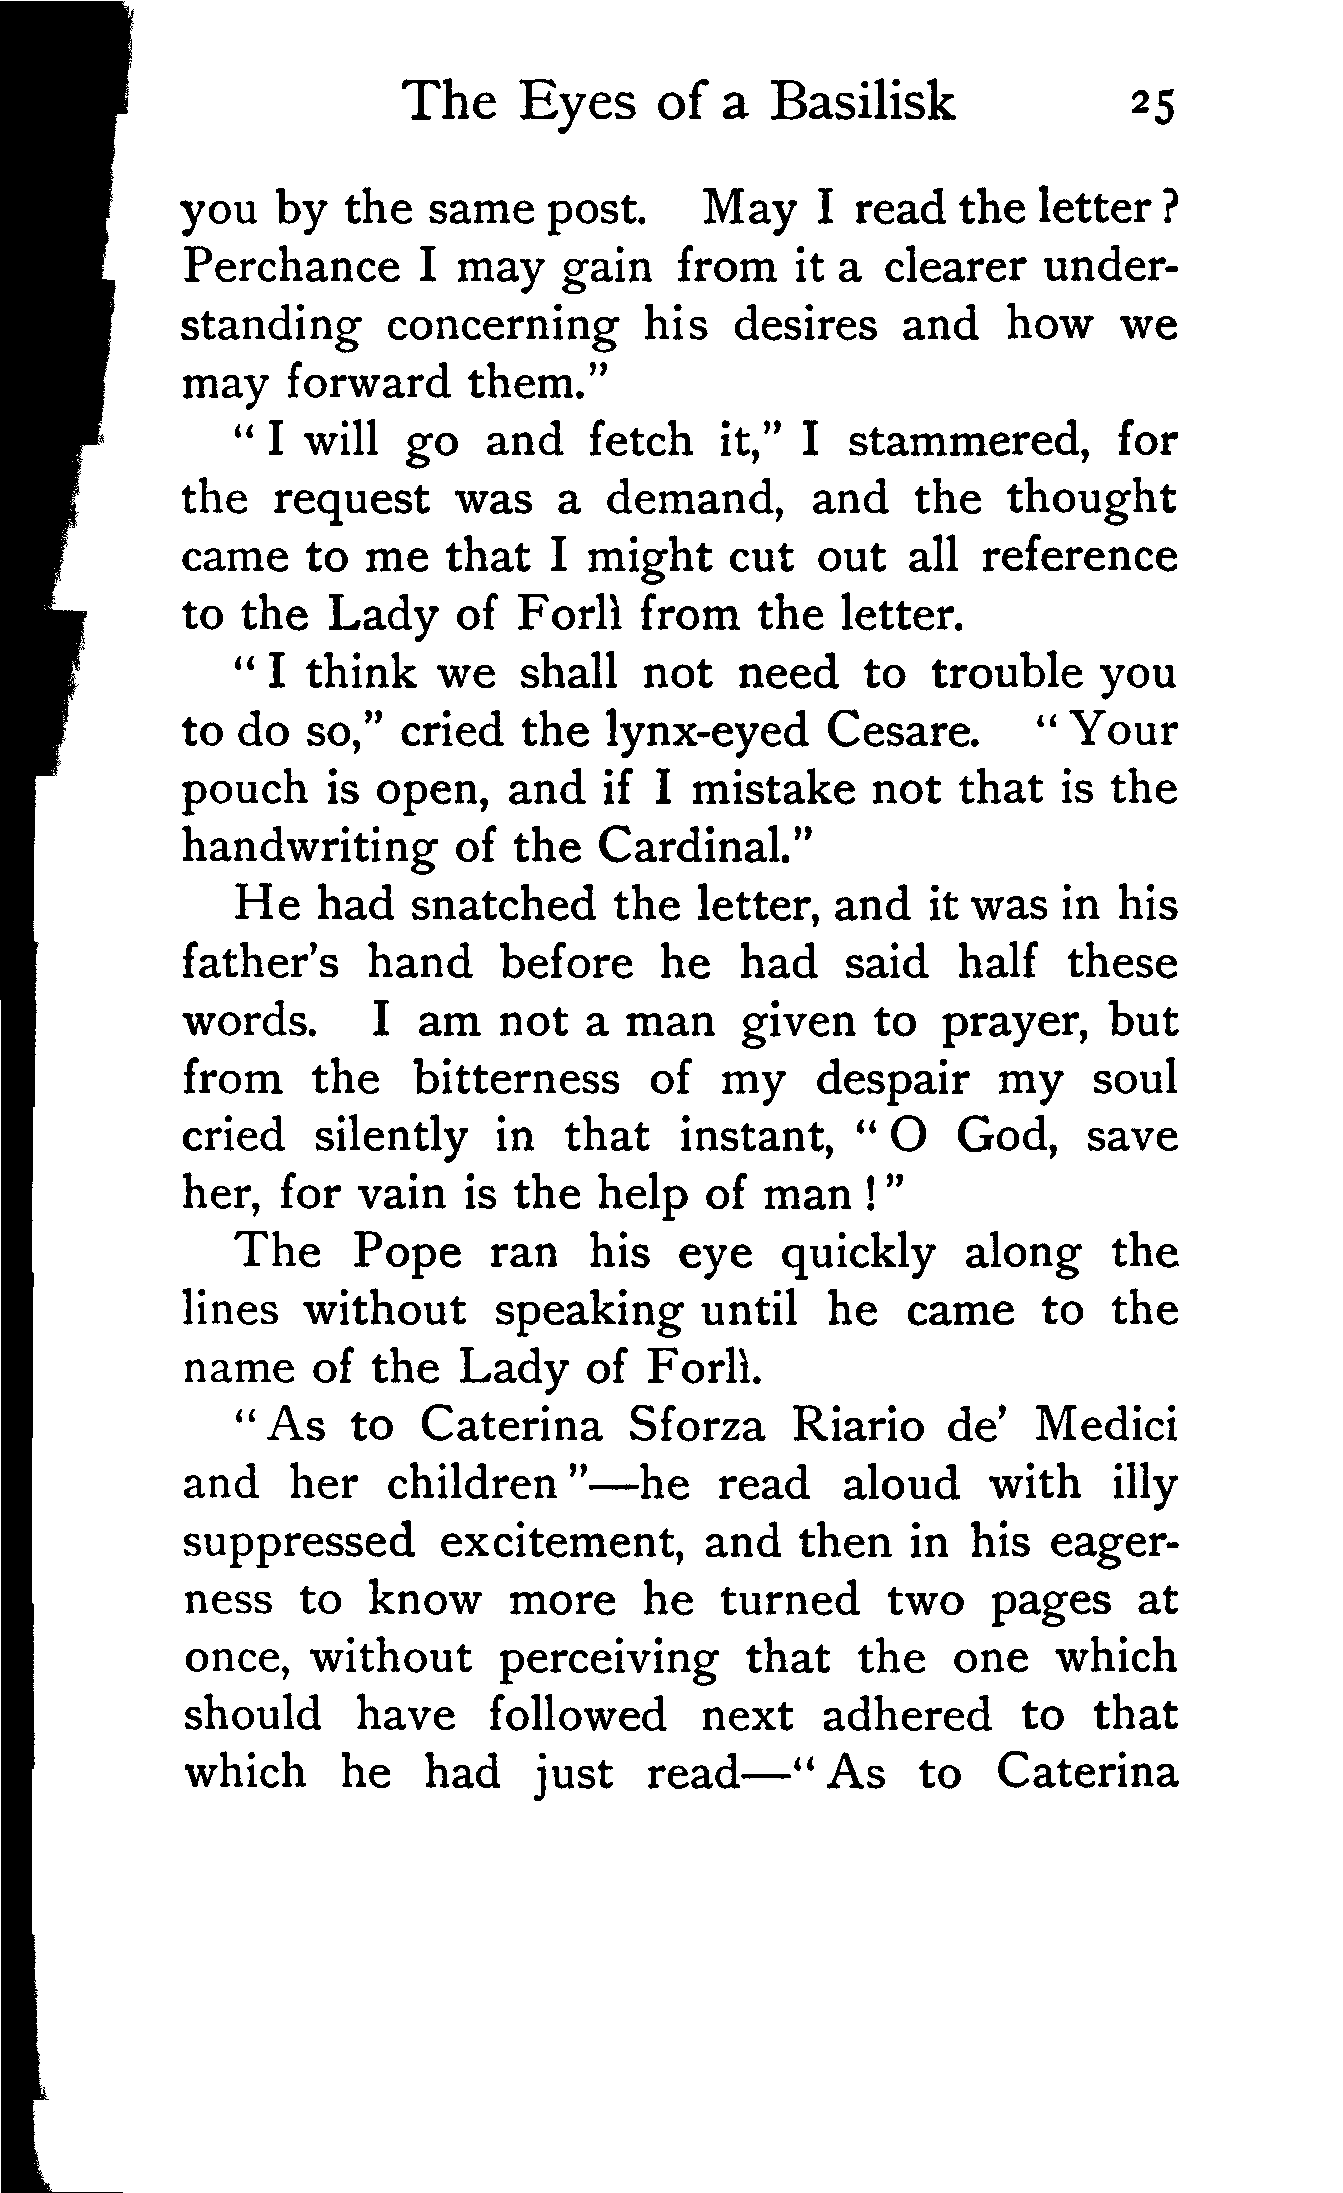 The Eyes of a Basilisk 25
you by the same post. May I read the letter ?
Perchance I may gain from it a clearer under-
standing concerning his desires and how we
may forward them."
" I will go and fetch it," I stammered, for
the request was a demand, and the thought
came to me that I might cut out all reference
to the Lady of Forlì from the letter.
" I think we shall not need to trouble you
to do so," cried the lynx-eyed Cesare. " Your
pouch is open, and if I mistake not that is the
handwriting of the Cardinal."
He had snatched the letter, and it was in his
father's hand before he had said half these
words. I am not a man given to prayer, but
from the bitterness of my despair my soul
cried silently in that instant, " O God, save
her, for vain is the help of man ! "
The Pope ran his eye quickly along the
lines without speaking until he came to the
name of the Lady of Forlì.
" As to Caterina Sforza Riario de' Medici
and her children "—he read aloud with illy
suppressed excitement, and then in his eager-
ness to know more he turned two pages at
once, without perceiving that the one which
should have followed next adhered to that
which he had just read—" As to Caterina